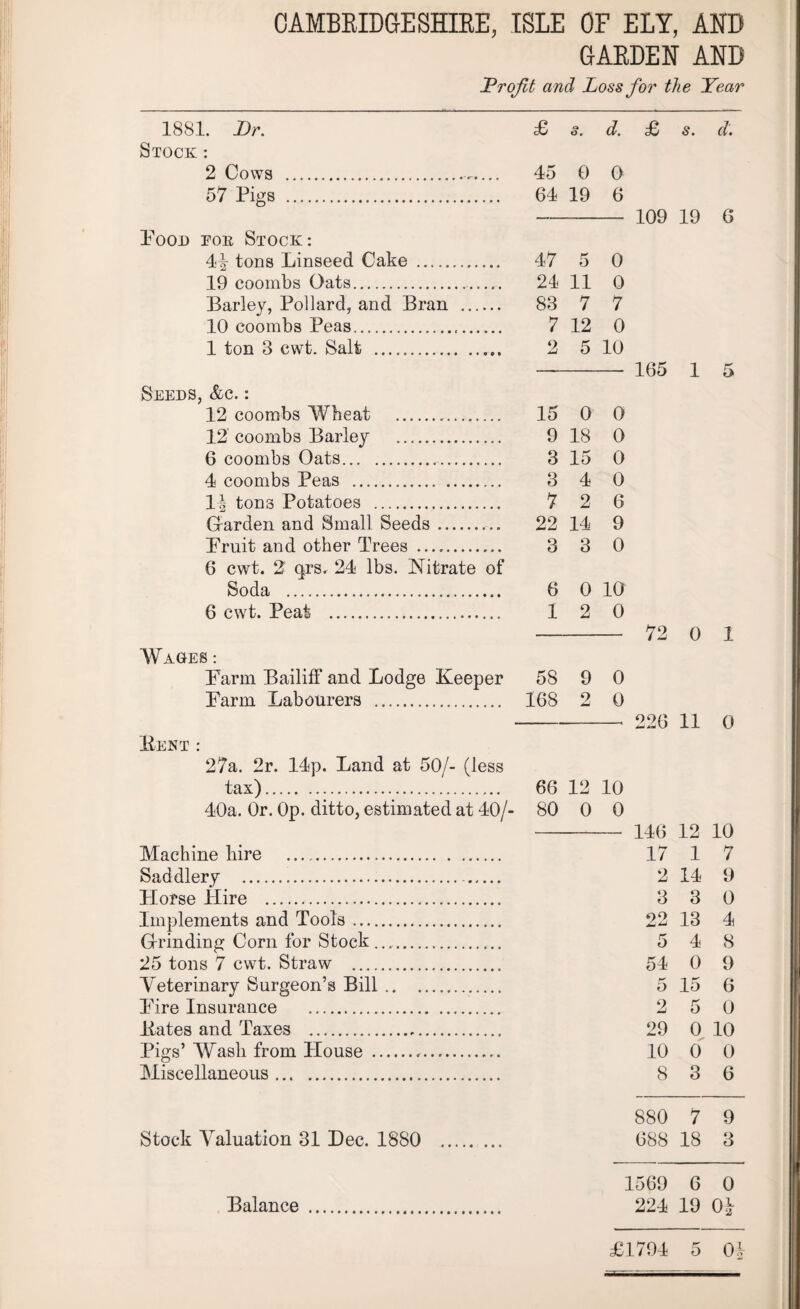 CAMBRIDGESHIRE, ISLE OF ELY, AND
GARDEN AND
Profit and Loss for the Year
1881. Dr. £ s. d. £ s. d.
STOCK :
2 Cows ........................ 45 0 0
57 Pigs ........................ 64 19 6
109 19 6
FOOD FOR STOCK :
4½ tons Linseed Cake ............ 47 5 0
19 coombs Oats........................ 24 11 0
Barley, Pollard, and Bran ...... 83 7 7
10 coombs Peas........................ 7 12 0
1 ton 3 cwt. Salt ..................... 2 5 10
165 1 5
SEEDS, &c. :
12 coombs Wheat .................. 15 0 0
12 coombs Barley .................. 9 18 0
6 coombs Oats........................ 3 15 0
4 coombs Peas ..................... 3 4 0
1½ tons Potatoes .................. 7 2 6
Garden and Small Seeds ......... 22 14 9
Fruit and other Trees ............ 3 3 0
6 cwt. 2 qrs. 24 lbs. Nitrate of
Soda ........................... 6 0 10
6 cwt. Peat ........................ 1 2 0
72 0 1
WAGES :
Farm Bailiff and Lodge Keeper 58 9 0
Farm Labourers .................. 168 2 0
226 11 0
RENT :
27a. 2r. 14p. Land at 50/- (less
tax)........................... 66 12 10
40a. 0r. 0p. ditto, estimated at 40/- 80 0 0
146 12 10
Machine hire ........................ 17 1 7
Saddlery .............................. 2 14 9
Horse Hire ........................... 3 3 0
Implements and Tools .................. 22 13 4
Grinding Corn for Stock .................. 5 4 8
25 tons 7 cwt. Straw .................. 54 0 9
Veterinary Surgeon's Bill .. ............ 5 15 6
Fire Insurance ........................ 2 5 0
Rates and Taxes ........................ 29 0 10
Pigs' Wash from House .................. 10 0 0
Miscellaneous ... ........................ 8 3 6
880 7 9
Stock Valuation 31 Dec. 1880 ......... 688 18 3
1569 6 0
Balance ........................ 224 19 0½
£1794 5 0½